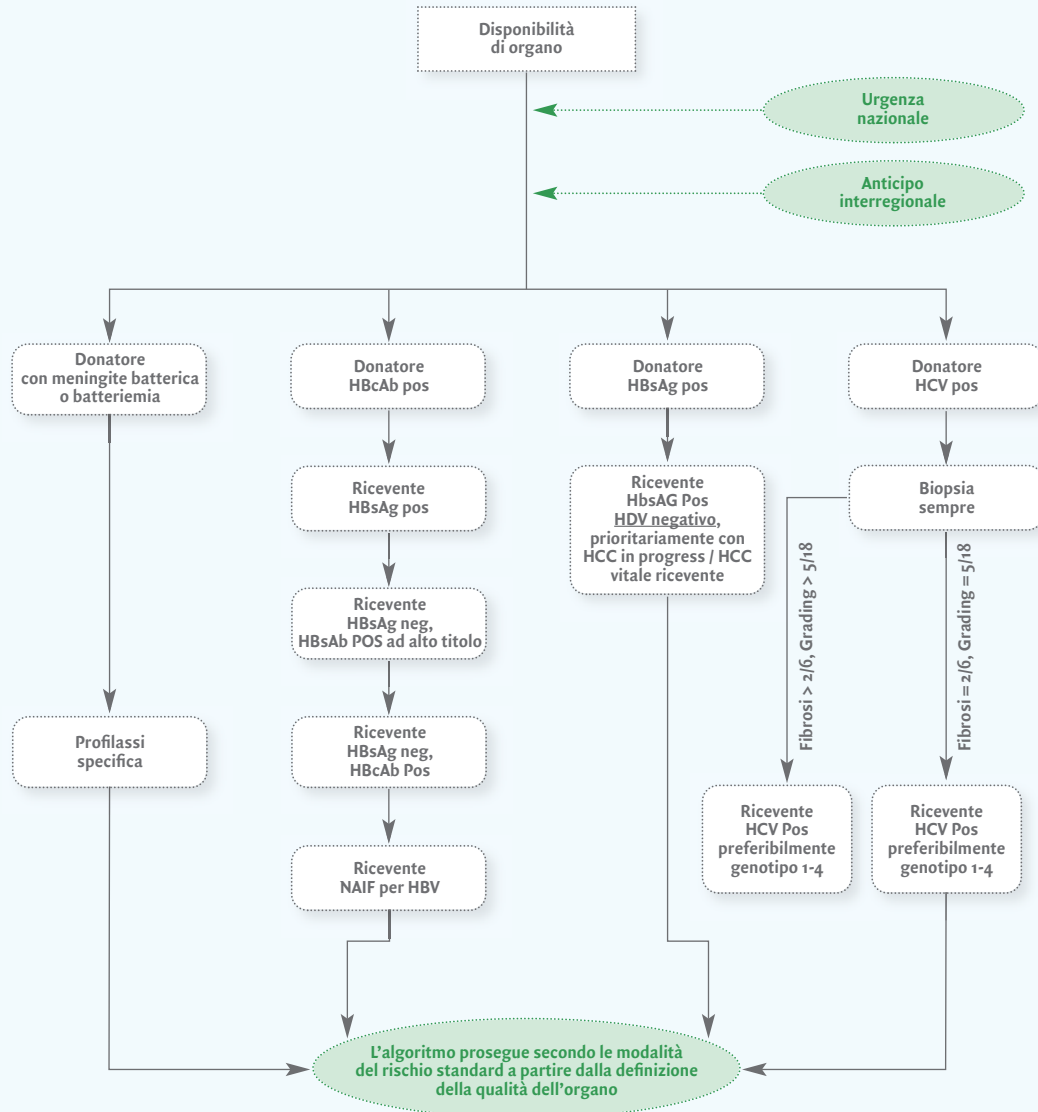 Disponibilità
di organo
Urgenza
nazionale
Anticipo
interregionale
Donatore
con meningite batterica
o batteriemia
Donatore
HBcAb pos
Donatore
HBsAg pos
Donatore
HCV pos
Ricevente
HBsAg pos
Ricevente
HbsAG Pos
HDV negativo,
prioritariamente con
HCC in progress / HCC
vitale ricevente
Biopsia
sempre
Ricevente
HBsAg neg,
HBsAb POS ad alto titolo
Fibrosi > 2/6, Grading > 5/18
Fibrosi = 2/6, Grading = 5/18
Profilassi
specifica
Ricevente
HBsAg neg,
HBcAb Pos
Ricevente
HCV Pos
preferibilmente
genotipo 1-4
Ricevente
HCV Pos
preferibilmente
genotipo 1-4
Ricevente
NAIF per HBV
L'algoritmo prosegue secondo le modalità
del rischio standard a partire dalla definizione
della qualità dell'organo